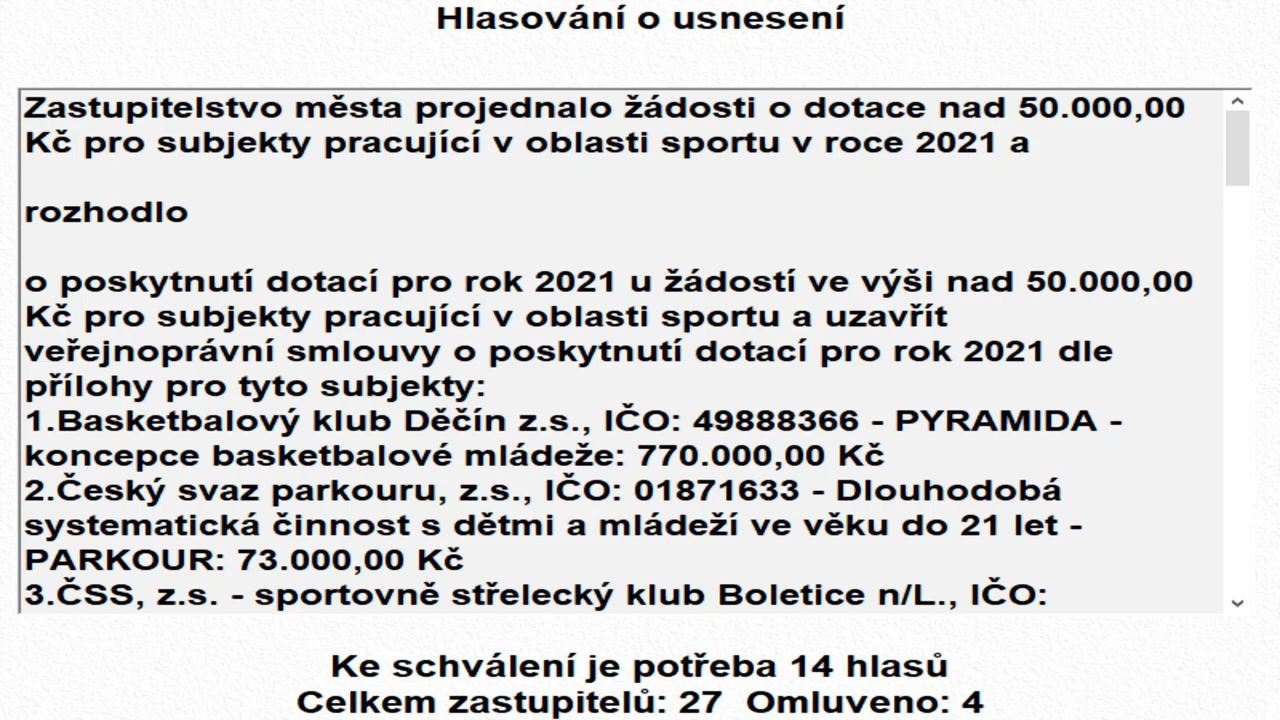 Hlasování o usnesení
Zastupitelstvo města projednalo žádosti o dotace nad 50.000,00
Kč pro subjekty pracující v oblasti sportu v roce 2021 a
rozhodlo
o poskytnutí dotací pro rok 2021 u žádostí ve výši nad 50.000,00
Kč pro subjekty pracující v oblasti sportu a uzavřít
veřejnoprávní smlouvy o poskytnutí dotací pro rok 2021 dle
přílohy pro tyto subjekty:
1.Basketbalový klub Děčín z.s., IČO: 49888366 - PYRAMIDA -
koncepce basketbalové mládeže: 770.000,00 Kč
2.Český svaz parkouru, z.s., IČO: 01871633 - Dlouhodobá
systematická činnost s dětmi a mládeží ve věku do 21 let -
PARKOUR: 73.000,00 Kč
3.ČSS, z.s. - sportovně střelecký klub Boletice n/L., IČO:
Ke schválení je potřeba 14 hlasů
Celkem zastupitelů: 27 Omluveno: 4